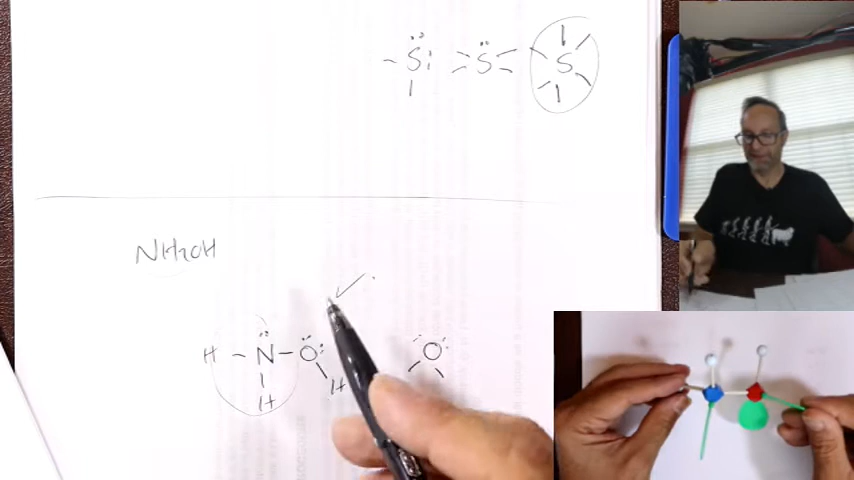 S S S
NH2OH
H - N - O
H
H
O